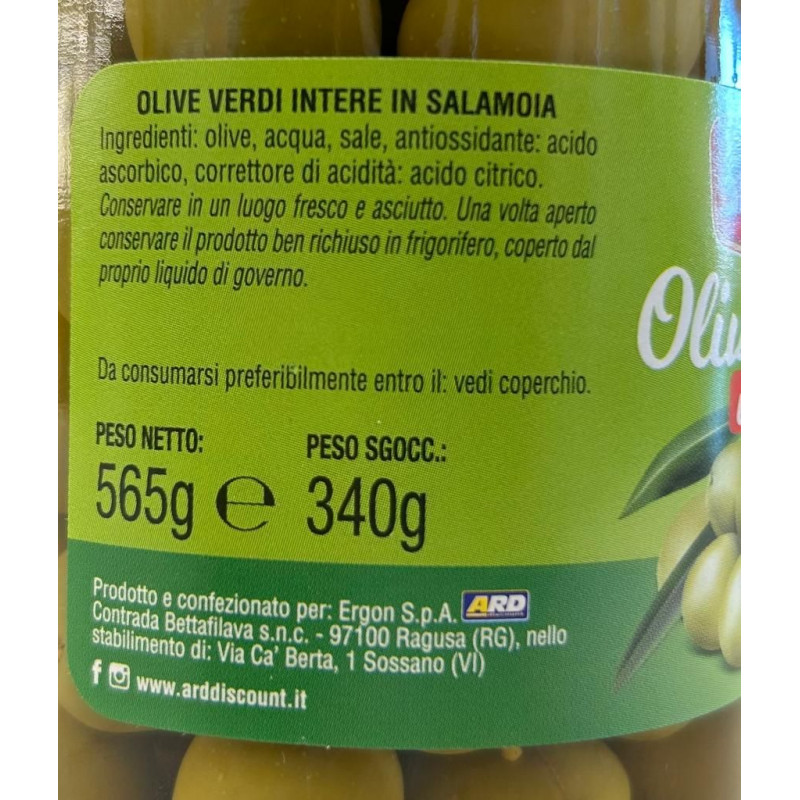 OLIVE VERDI INTERE IN SALAMOIA
Ingredienti: olive, acqua, sale, antiossidante: acido
ascorbico, correttore di acidità: acido citrico.
Conservare in un luogo fresco e asciutto. Una volta aperto
conservare il prodotto ben richiuso in frigorifero, coperto dal
proprio liquido di governo.
Da consumarsi preferibilmente entro il: vedi coperchio.
PESO NETTO:
565g ℮
PESO SGOCC.:
340g
Prodotto e confezionato per: Ergon S.p.A. ARD
Contrada Bettafilava s.n.c. - 97100 Ragusa (RG), nello
stabilimento di: Via Ca' Berta, 1 Sossano (VI)
www.arddiscount.it